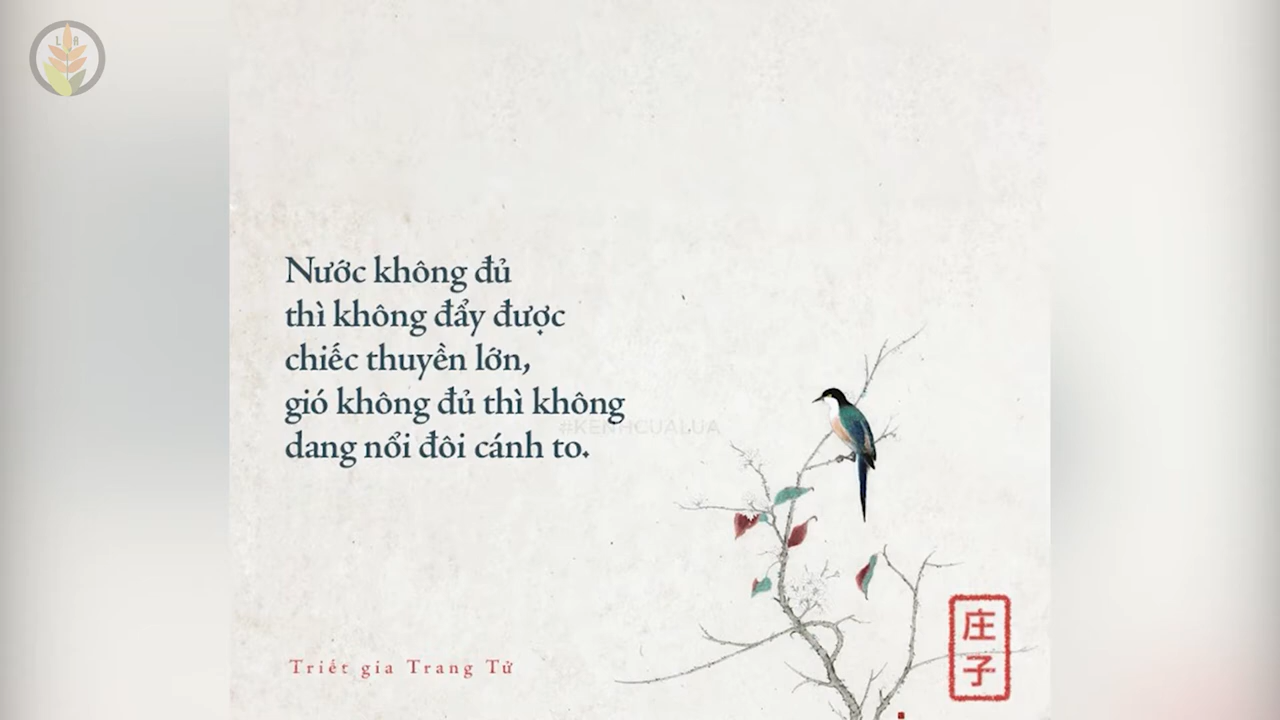 L A
Nước không đủ
thì không đẩy được
chiếc thuyền lớn,
gió không đủ thì không
dang nổi đôi cánh to.
#KENHCUALUA
Triết gia Trang Tử
庄
子